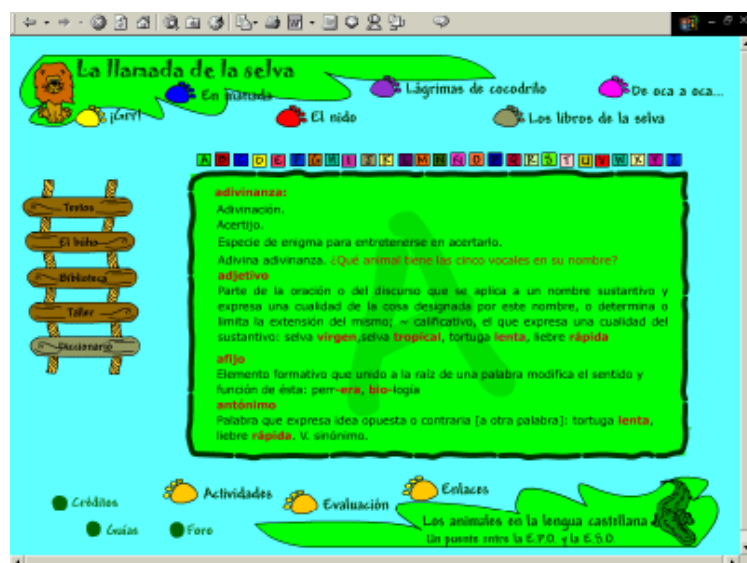 La llamada de la selva
En manada
Lágrimas de cocodrilo
De oca a oca...
¡Grr!
El nido
Los libros de la selva
A B C D E F G H I J K L M N Ñ O P Q R S T U V W X Y Z
Textos
El búho
Biblioteca
Taller
Diccionario
adivinanza:
Adivinación.
Acertijo.
Especie de enigma para entretenerse en acertarlo.
Adivina adivinanza. ¿Qué animal tiene las cinco vocales en su nombre?
adjetivo
Parte de la oración o del discurso que se aplica a un nombre sustantivo y
expresa una cualidad de la cosa designada por este nombre, o determina o
limita la extensión del mismo; ~ calificativo, el que expresa una cualidad del
sustantivo: selva virgen,selva tropical, tortuga lenta, liebre rápida
afijo
Elemento formativo que unido a la raíz de una palabra modifica el sentido y
función de ésta: perr-era, bio-logía
antónimo
Palabra que expresa idea opuesta o contraria [a otra palabra]: tortuga lenta,
liebre rápida. V. sinónimo.
Créditos
Actividades
Evaluación
Enlaces
Guías
Foro
Los animales en la lengua castellana
Un puente entre la E.P.O. y la E.S.O.